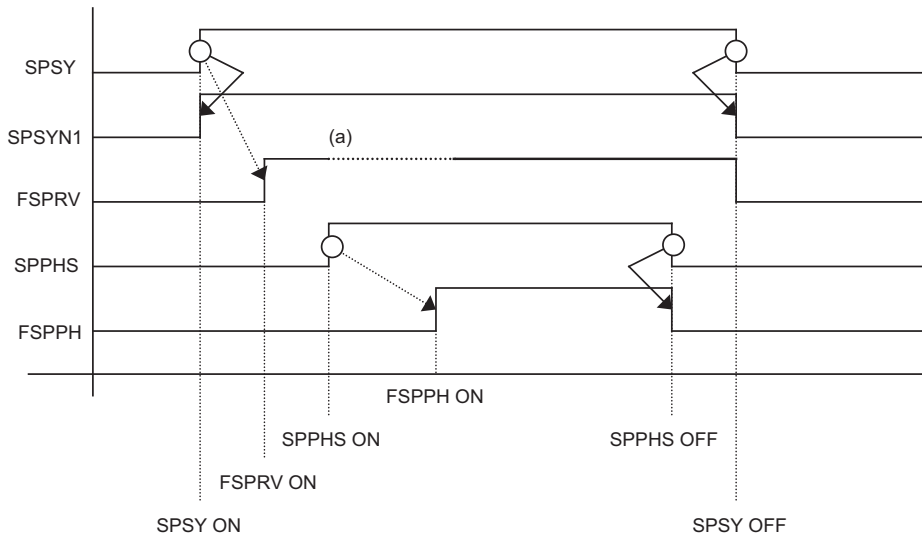 SPSY
SPSYN1
(a)
FSPRV
SPPHS
FSPPH
FSPPH ON
SPPHS ON
SPPHS OFF
FSPRV ON
SPSY ON
SPSY OFF